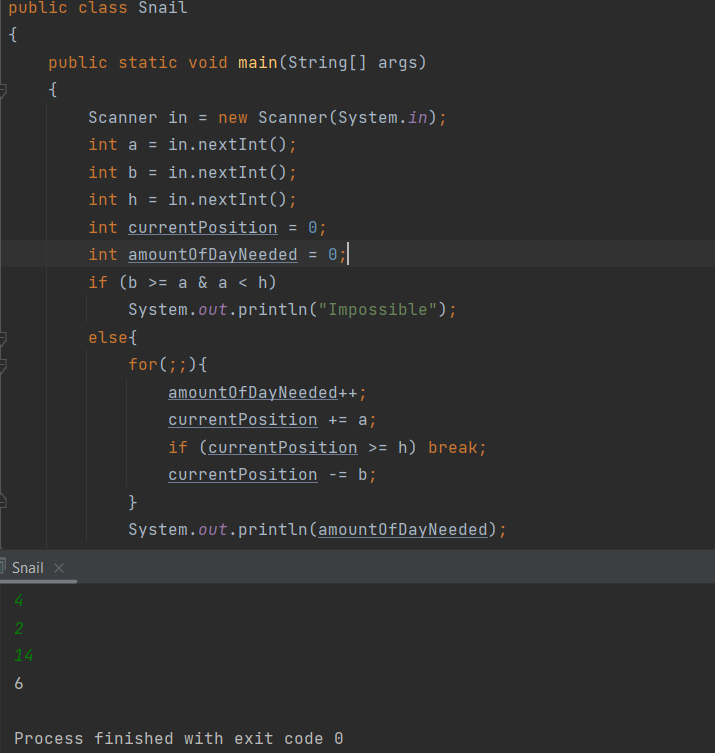 public class Snail
{
    public static void main(String[] args)
    {
        Scanner in = new Scanner(System.in);
        int a = in.nextInt();
        int b = in.nextInt();
        int h = in.nextInt();
        int currentPosition = 0;
        int amountOfDayNeeded = 0;
        if (b >= a & a < h)
            System.out.println("Impossible");
        else{
            for(;;){
                amountOfDayNeeded++;
                currentPosition += a;
                if (currentPosition >= h) break;
                currentPosition -= b;
            }
            System.out.println(amountOfDayNeeded);
Snail
4
2
14
6
Process finished with exit code 0